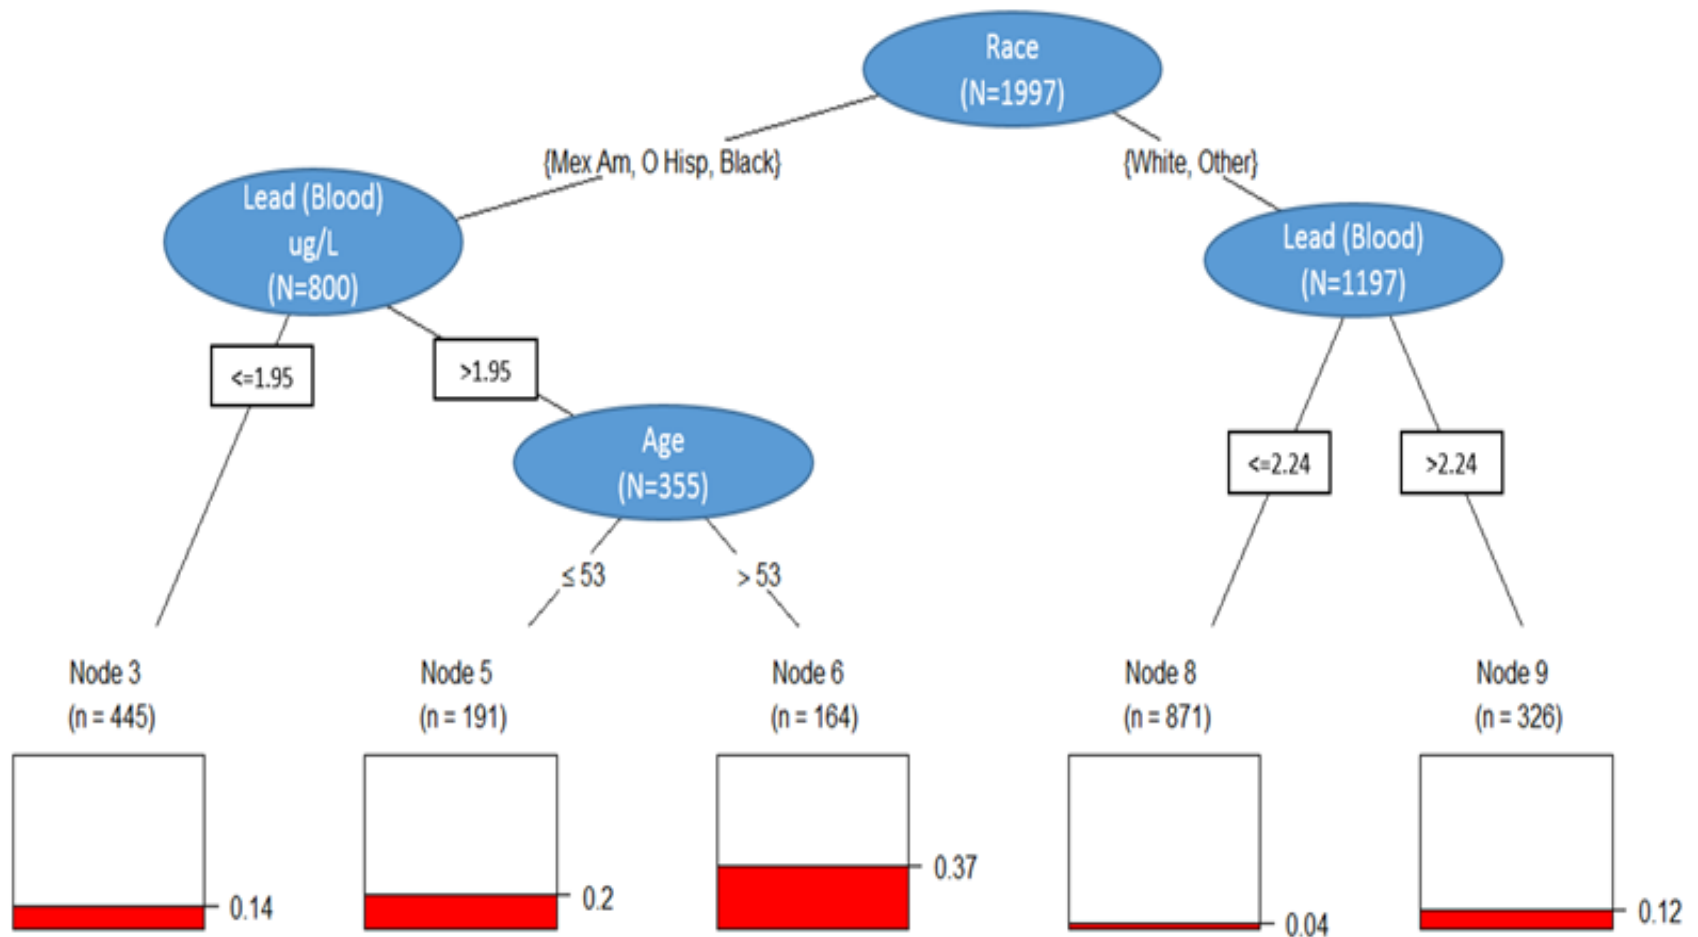 Race
(N=1997)
{Mex Am, O Hisp, Black}
{White, Other}
Lead (Blood)
ug/L
(N=800)
Lead (Blood)
(N=1197)
<=1.95
>1.95
Age
(N=355)
<=2.24
>2.24
≤ 53
> 53
Node 3
(n = 445)
Node 5
(n = 191)
Node 6
(n = 164)
Node 8
(n = 871)
Node 9
(n = 326)
0.14
0.2
0.37
0.04
0.12